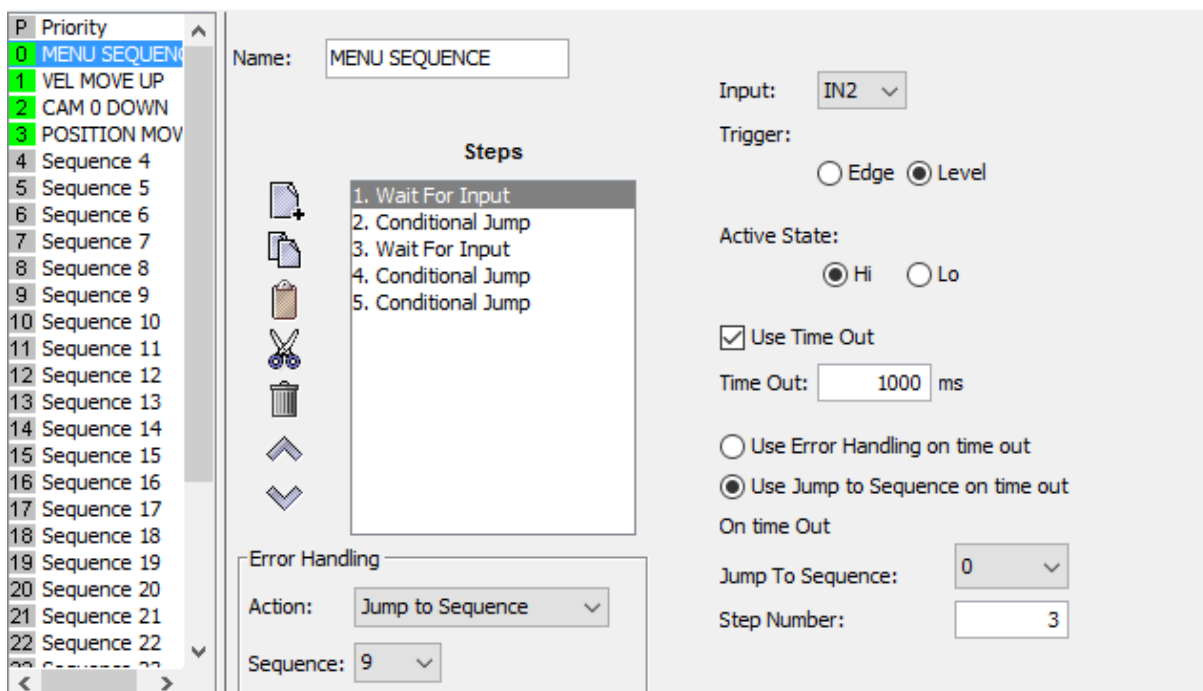 P Priority
0 MENU SEQUENC
1 VEL MOVE UP
2 CAM 0 DOWN
3 POSITION MOV
4 Sequence 4
5 Sequence 5
6 Sequence 6
7 Sequence 7
8 Sequence 8
9 Sequence 9
10 Sequence 10
11 Sequence 11
12 Sequence 12
13 Sequence 13
14 Sequence 14
15 Sequence 15
16 Sequence 16
17 Sequence 17
18 Sequence 18
19 Sequence 19
20 Sequence 20
21 Sequence 21
22 Sequence 22
Name: MENU SEQUENCE
Steps
1. Wait For Input
2. Conditional Jump
3. Wait For Input
4. Conditional Jump
5. Conditional Jump
Error Handling
Action: Jump to Sequence
Sequence: 9
Input: IN2
Trigger:
Edge Level
Active State:
Hi Lo
Use Time Out
Time Out: 1000 ms
Use Error Handling on time out
Use Jump to Sequence on time out
On time Out
Jump To Sequence: 0
Step Number: 3